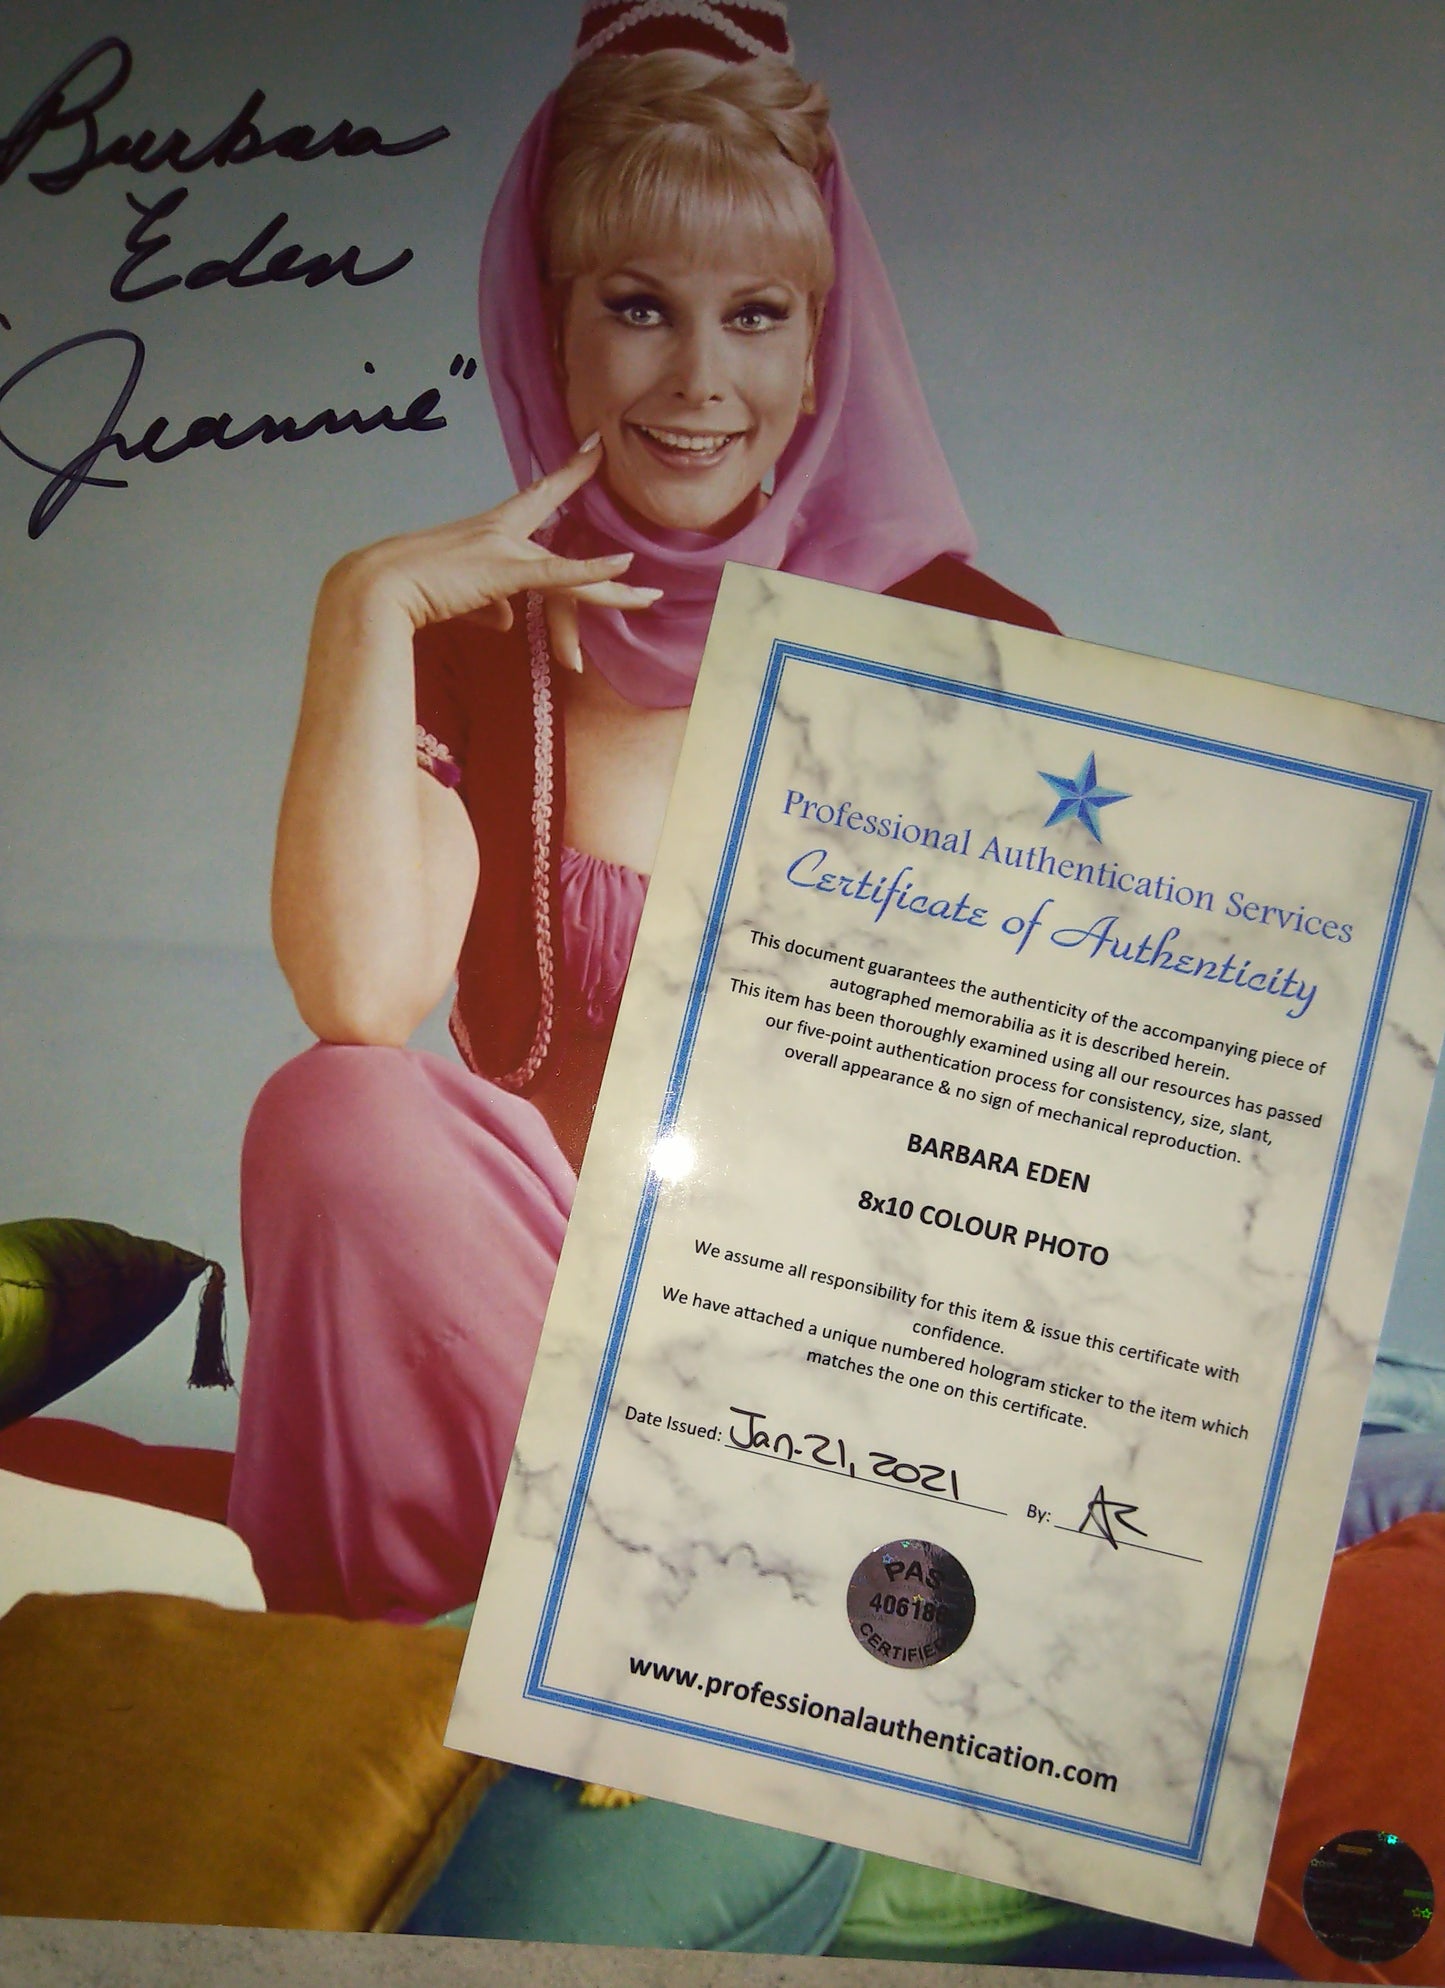 Barbara
Eden
"Jeannie"
Professional Authentication Services
Certificate of Authenticity
This document guarantees the authenticity of the accompanying piece of
autographed memorabilia as it is described herein.
This item has been thoroughly examined using all our resources has passed
our five-point authentication process for consistency, size, slant,
overall appearance & no sign of mechanical reproduction.
BARBARA EDEN
8x10 COLOUR PHOTO
We assume all responsibility for this item & issue this certificate with
confidence.
We have attached a unique numbered hologram sticker to the item which
matches the one on this certificate.
Date Issued: Jan-21, 2021 By: AR
PAS
CERTIFIED
www.professionalauthentication.com